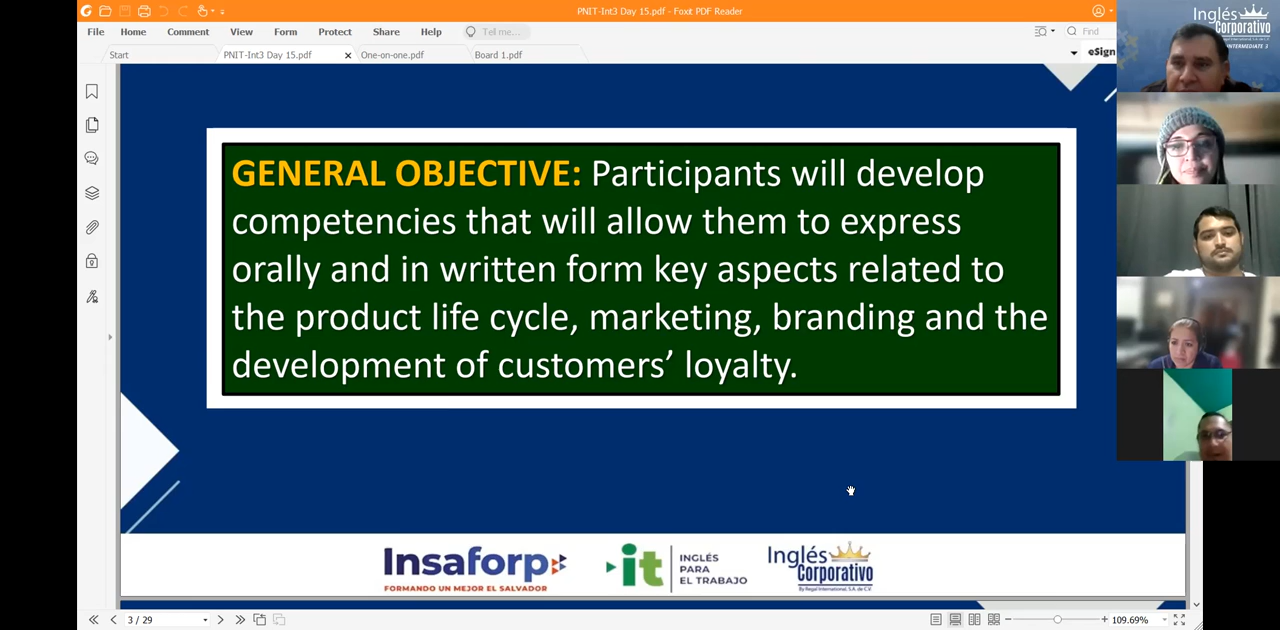 PNIT-Int3 Day 15.pdf - Foxit PDF Reader
File Home Comment View Form Protect Share Help Tell me... Find
Start PNIT-Int3 Day 15.pdf One-on-one.pdf Board 1.pdf eSign
Inglés
Corporativo
INTERMEDIATE 3
GENERAL OBJECTIVE: Participants will develop
competencies that will allow them to express
orally and in written form key aspects related to
the product life cycle, marketing, branding and the
development of customers’ loyalty.
Insaforp
FORMANDO UN MEJOR EL SALVADOR
it
INGLÉS
PARA
EL TRABAJO
Inglés
Corporativo
By Regal International, S.A. de C.V.
3 / 29
109.69%